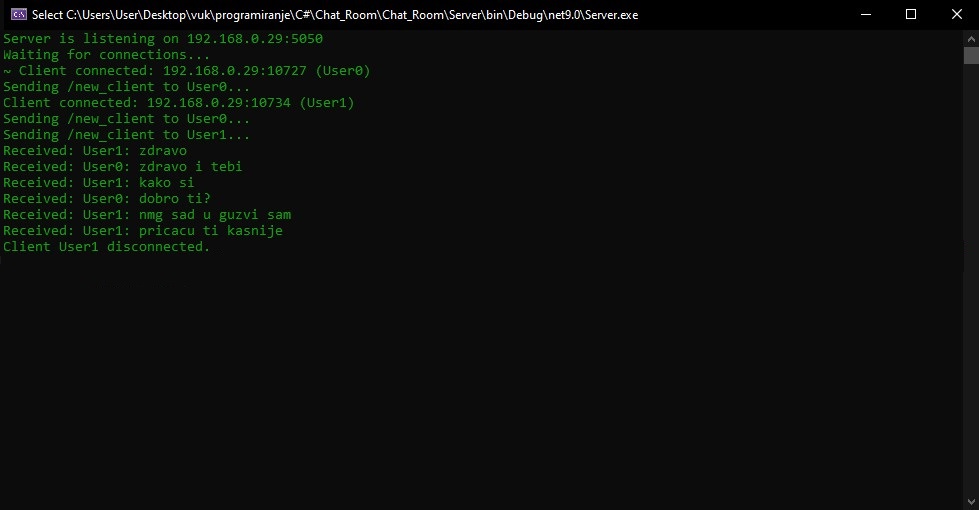 Select C:\Users\User\Desktop\vuk\programiranje\C#\Chat_Room\Chat_Room\Server\bin\Debug\net9.0\Server.exe
Server is listening on 192.168.0.29:5050
Waiting for connections...
~ Client connected: 192.168.0.29:10727 (User0)
Sending /new_client to User0...
Client connected: 192.168.0.29:10734 (User1)
Sending /new_client to User0...
Sending /new_client to User1...
Received: User1: zdravo
Received: User0: zdravo i tebi
Received: User1: kako si
Received: User0: dobro ti?
Received: User1: nmg sad u guzvi sam
Received: User1: pricacu ti kasnije
Client User1 disconnected.